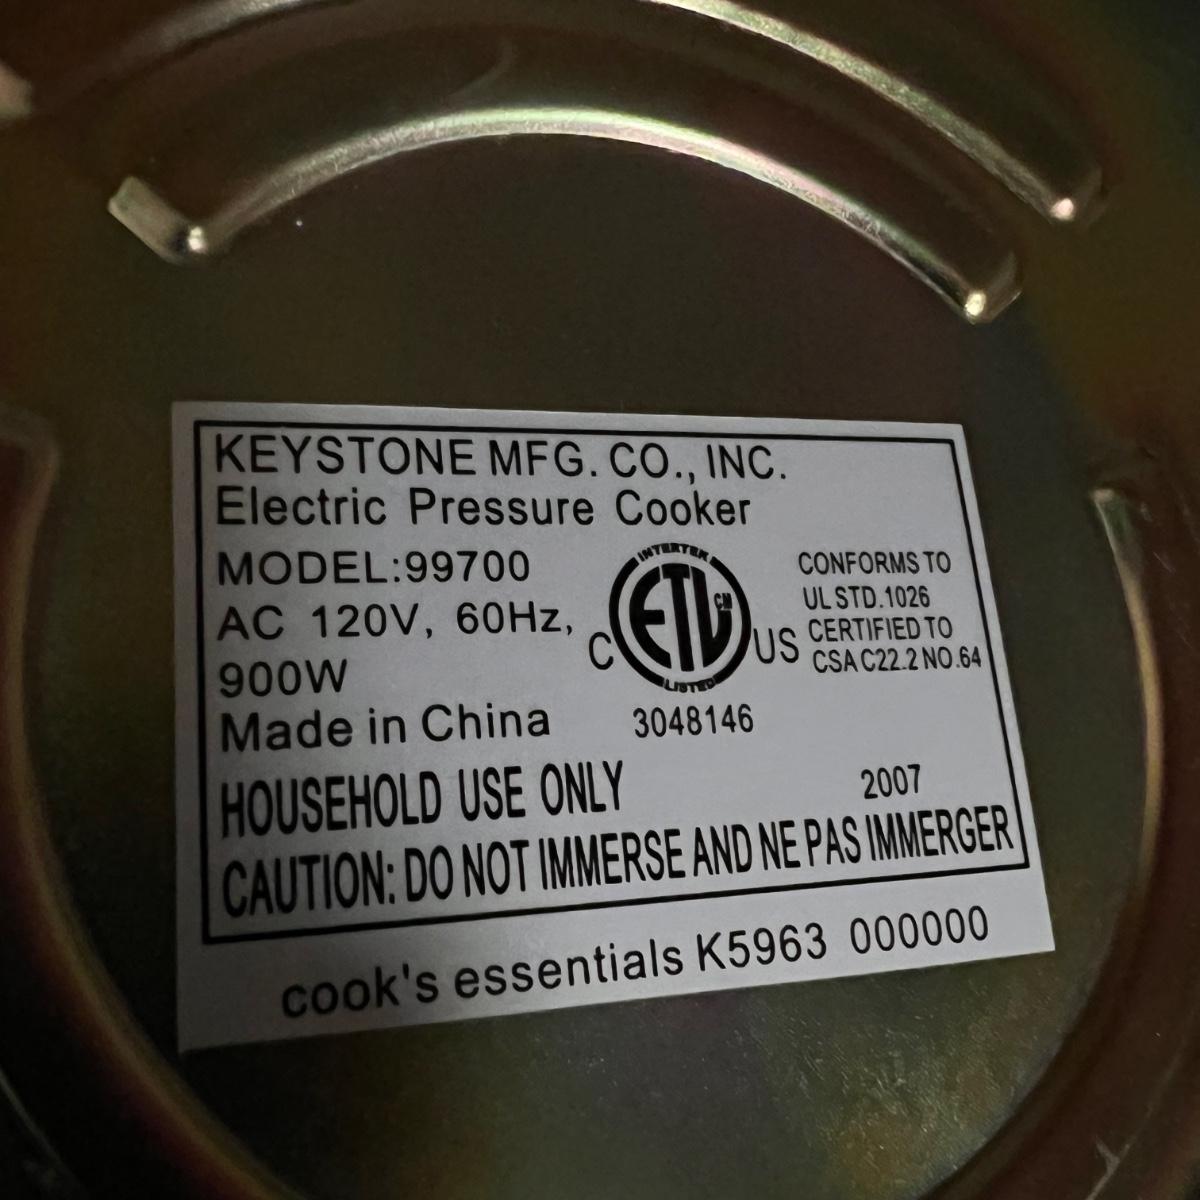 KEYSTONE MFG. CO., INC.
Electric Pressure Cooker
MODEL:99700
AC 120V, 60Hz,
900W
Made in China
INTERTEK
ETL CM
LISTED
C US
3048146
CONFORMS TO
UL STD.1026
CERTIFIED TO
CSA C22.2 NO.64
HOUSEHOLD USE ONLY 2007
CAUTION: DO NOT IMMERSE AND NE PAS IMMERGER
cook's essentials K5963 000000